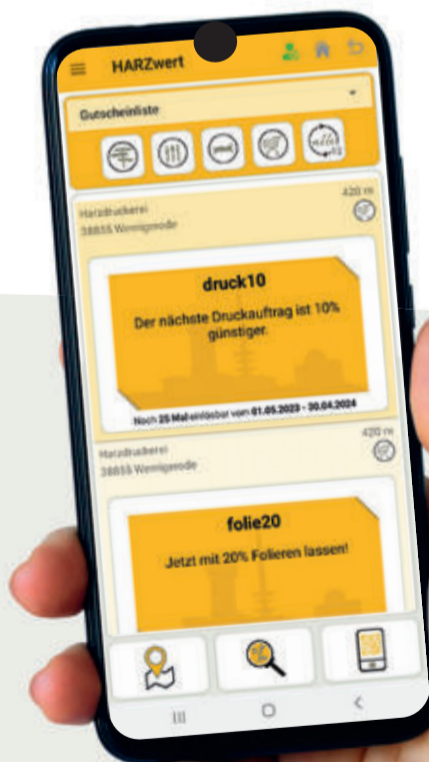 HARZwert
Gutscheinliste
Harzdruckerei
420 m
38855 Wernigerode
druck10
Der nächste Druckauftrag ist 10%
günstiger.
Noch 25 Mal einlösbar vom 01.05.2023 - 30.04.2024
Harzdruckerei
420 m
38855 Wernigerode
folie20
Jetzt mit 20% Folieren lassen!